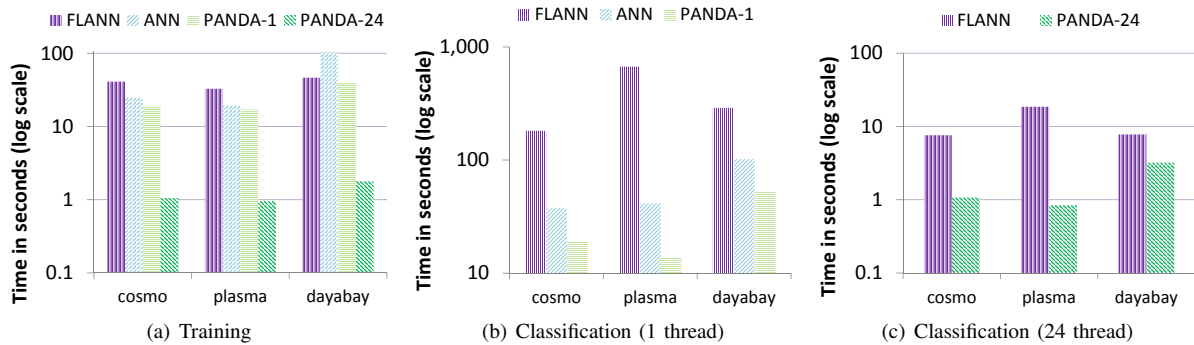 FLANN ANN PANDA-1 PANDA-24
Time in seconds (log scale)
100
10
1
0.1
cosmo plasma dayabay
(a) Training
FLANN ANN PANDA-1
Time in seconds (log scale)
1,000
100
10
cosmo plasma dayabay
(b) Classification (1 thread)
FLANN PANDA-24
Time in seconds (log scale)
100
10
1
0.1
cosmo plasma dayabay
(c) Classification (24 thread)